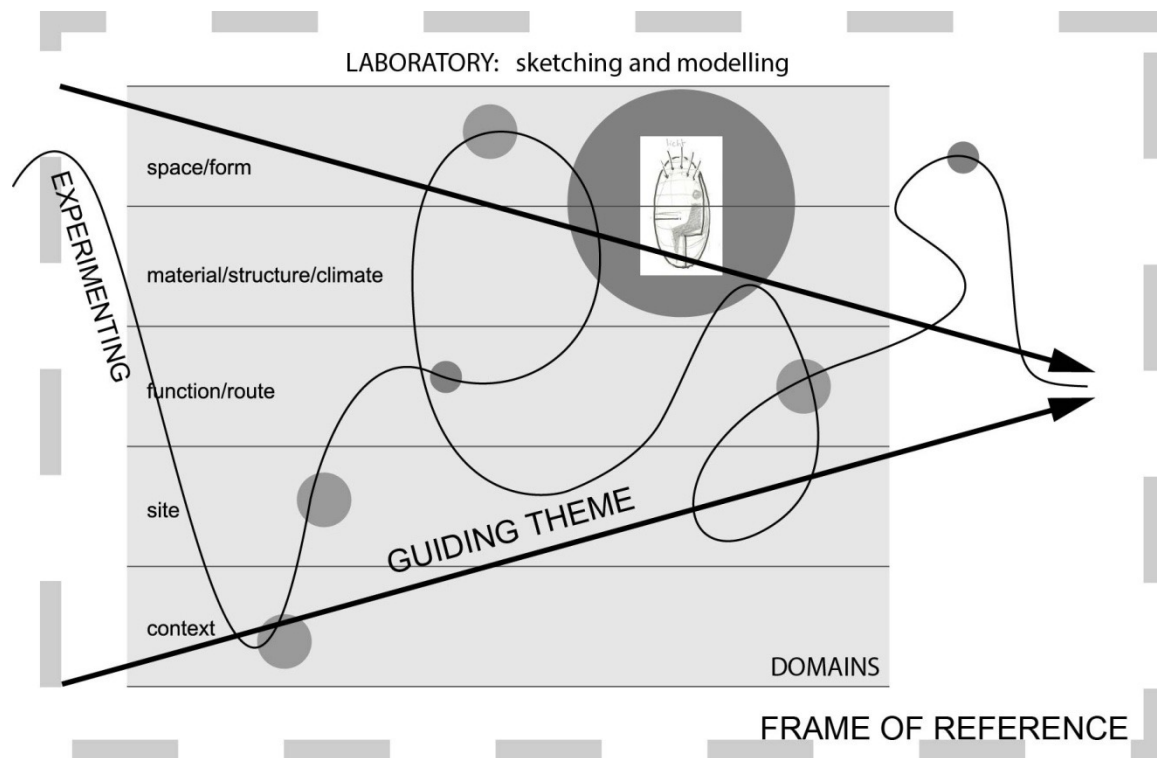 LABORATORY: sketching and modelling
space/form
licht
EXPERIMENTING
material/structure/climate
function/route
site
GUIDING THEME
context
DOMAINS
FRAME OF REFERENCE